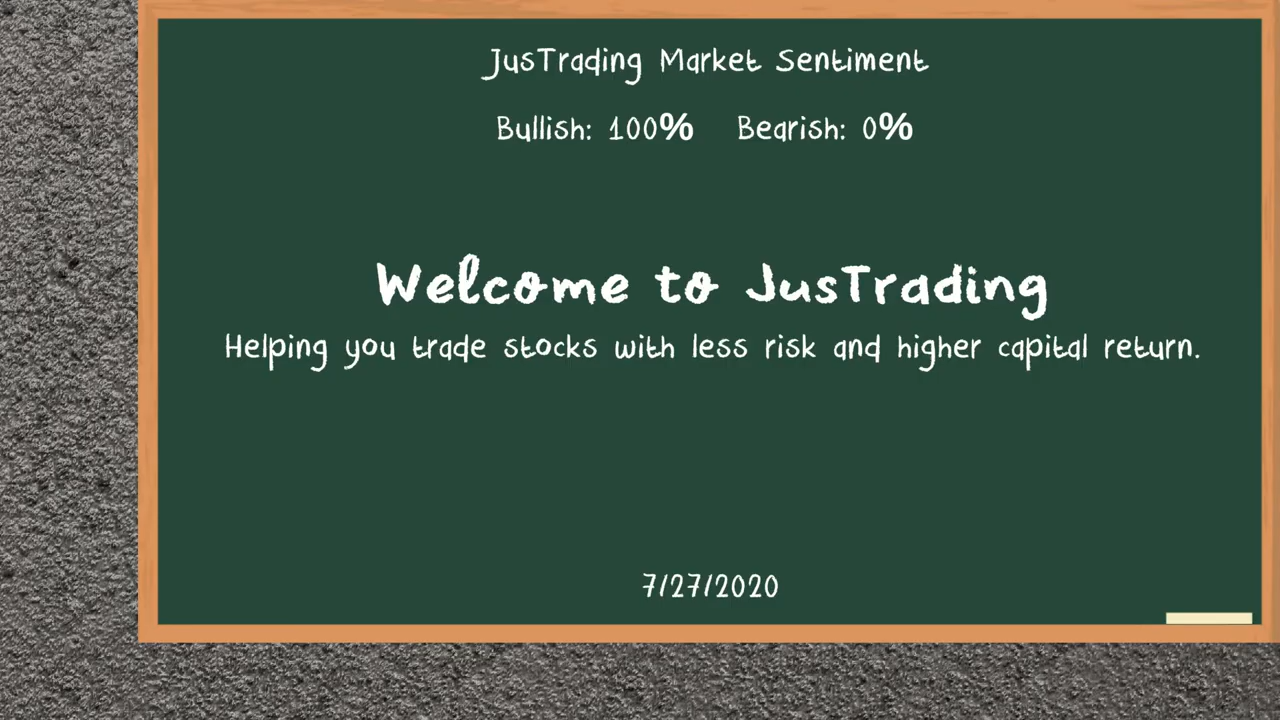 JusTrading Market Sentiment
Bullish: 100% Bearish: 0%
Welcome to JusTrading
Helping you trade stocks with less risk and higher capital return.
7/27/2020